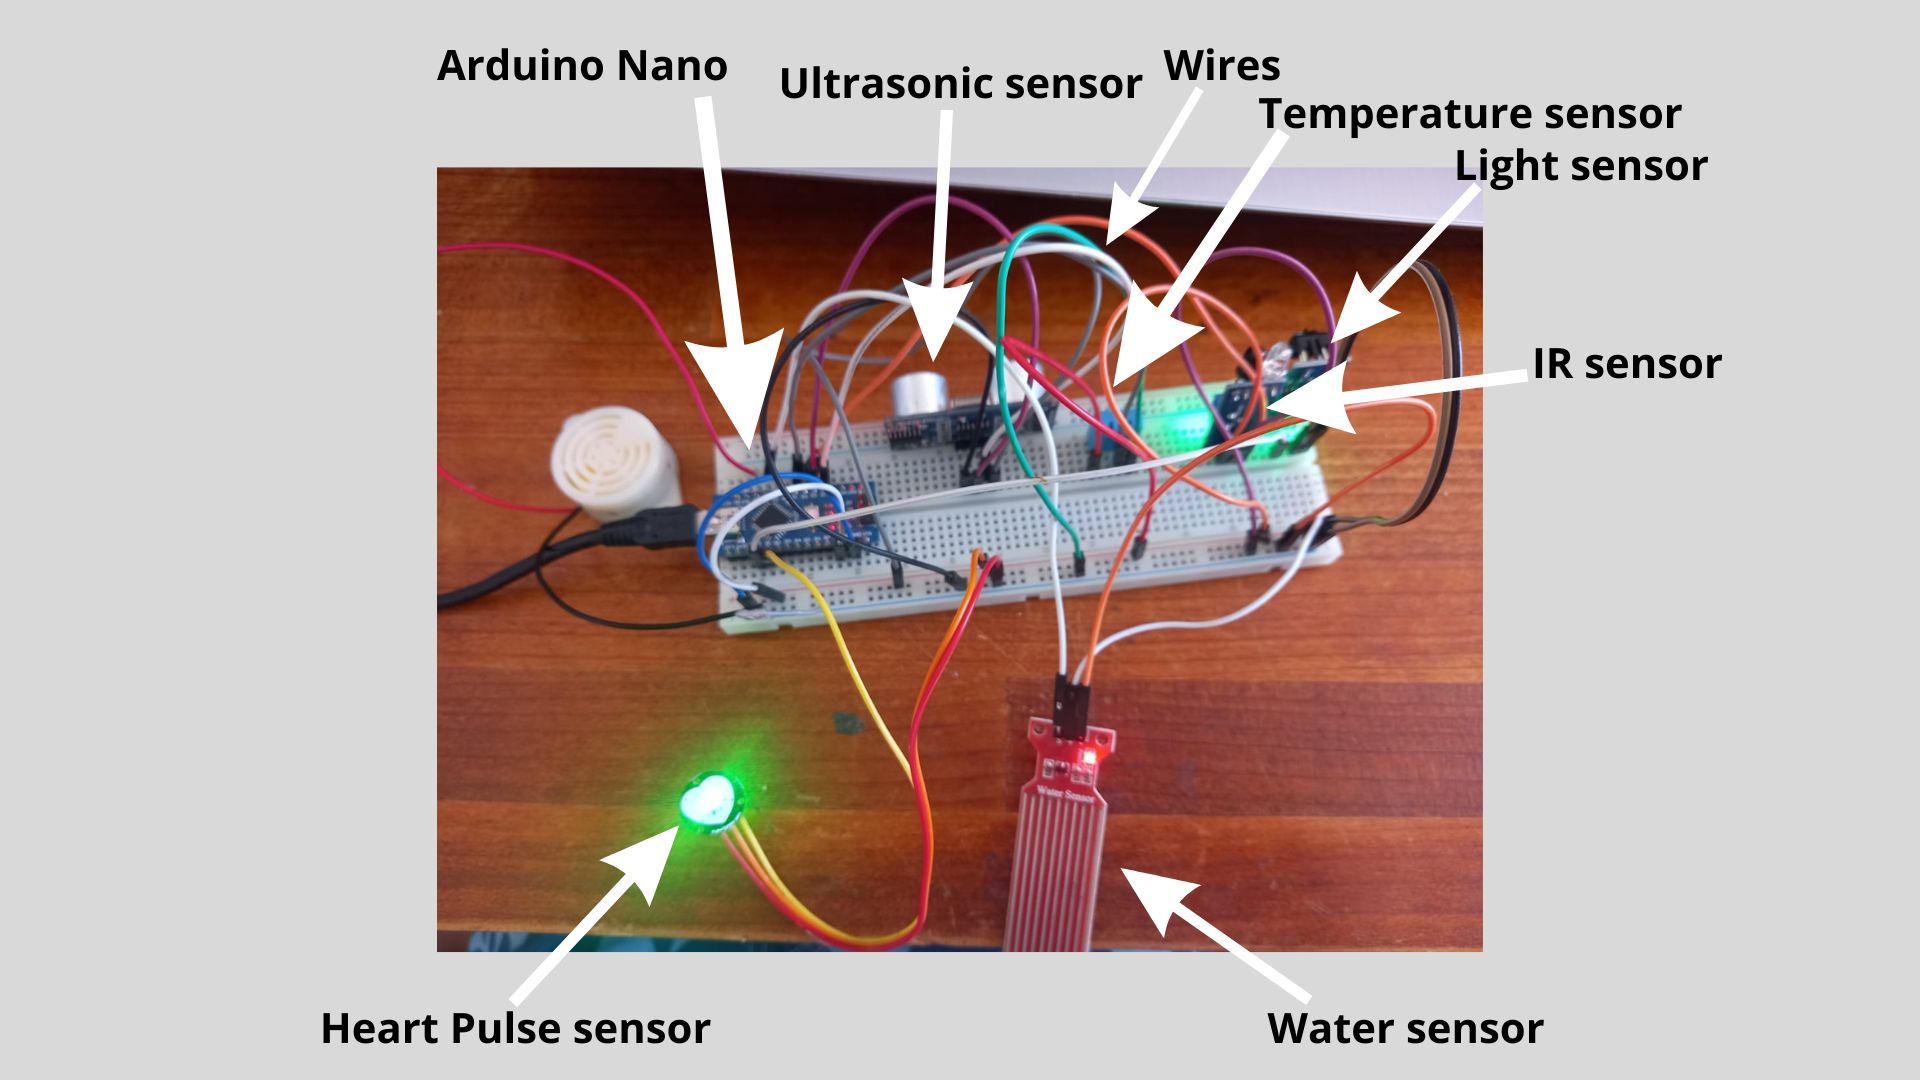 Arduino Nano
Ultrasonic sensor
Wires
Temperature sensor
Light sensor
IR sensor
Water Sensor
Heart Pulse sensor
Water sensor